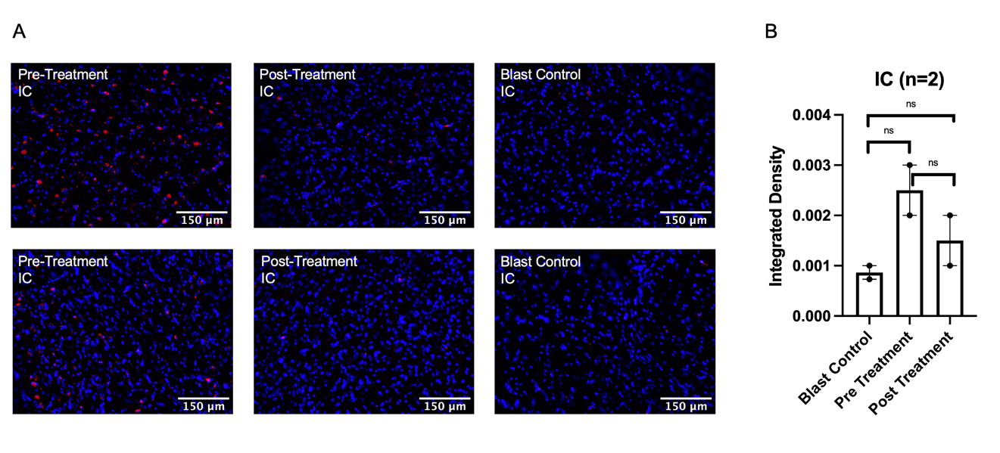 A
Pre-Treatment
IC
150 μm
Post-Treatment
IC
150 μm
Blast Control
IC
150 μm
Pre-Treatment
IC
150 μm
Post-Treatment
IC
150 μm
Blast Control
IC
150 μm
B
IC (n=2)
ns
ns
ns
Integrated Density
0.004
0.003
0.002
0.001
0.000
Blast Control
Pre Treatment
Post Treatment